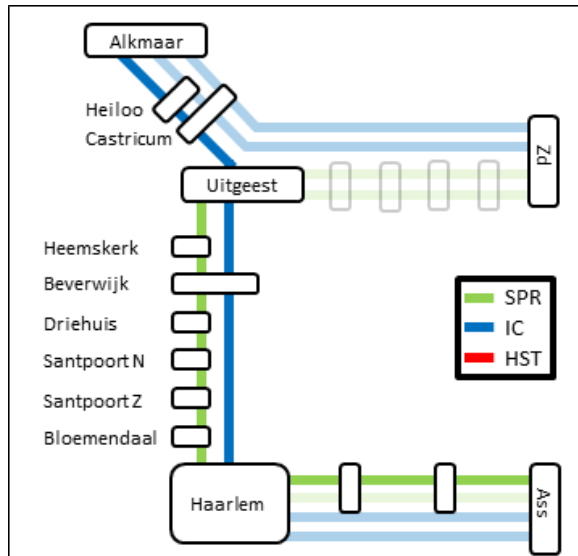 Alkmaar
Heiloo
Castricum
Zd
Uitgeest
Heemskerk
Beverwijk
SPR
Driehuis
IC
Santpoort N
HST
Santpoort Z
Bloemendaal
Haarlem
Ass